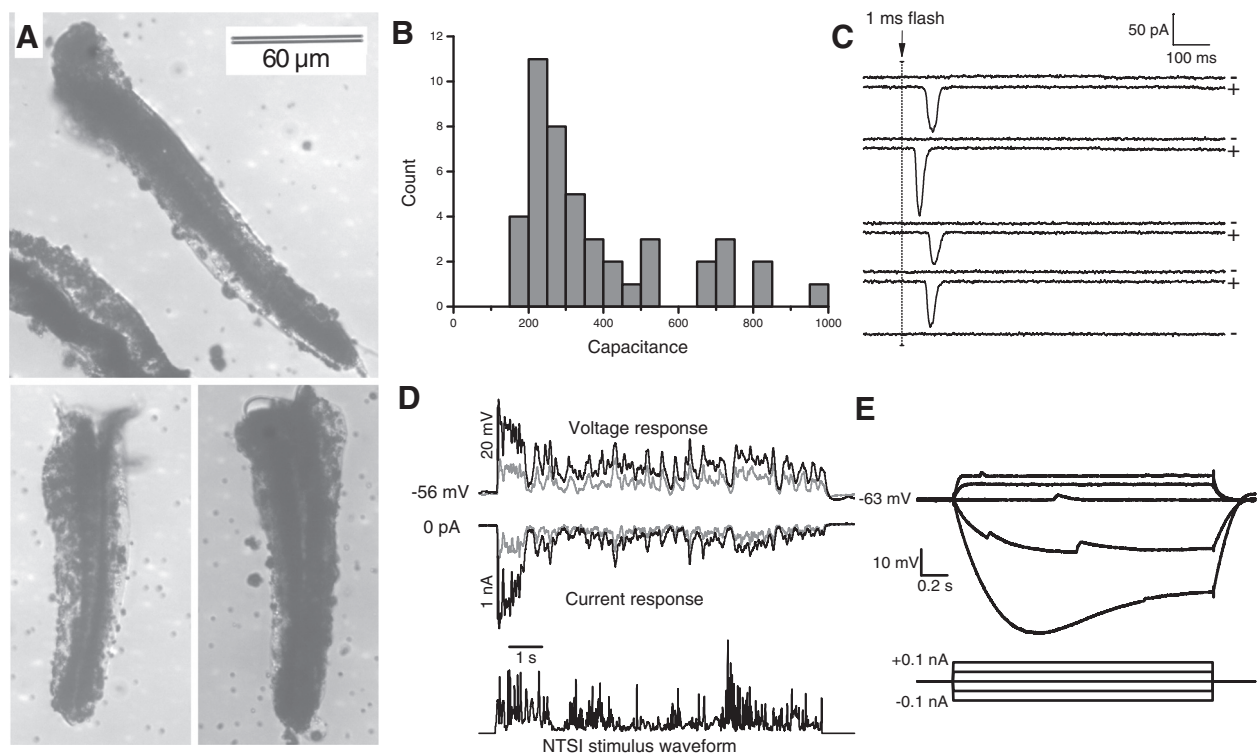 A
60 µm
B
12
10
8
6
4
2
0
Count
0
200
400
600
800
1000
Capacitance
C
1 ms flash
50 pA
100 ms
-
+
-
+
-
+
-
+
-
D
20 mV
Voltage response
-56 mV
0 pA
1 nA
Current response
1 s
NTSI stimulus waveform
E
-63 mV
10 mV
0.2 s
+0.1 nA
-0.1 nA